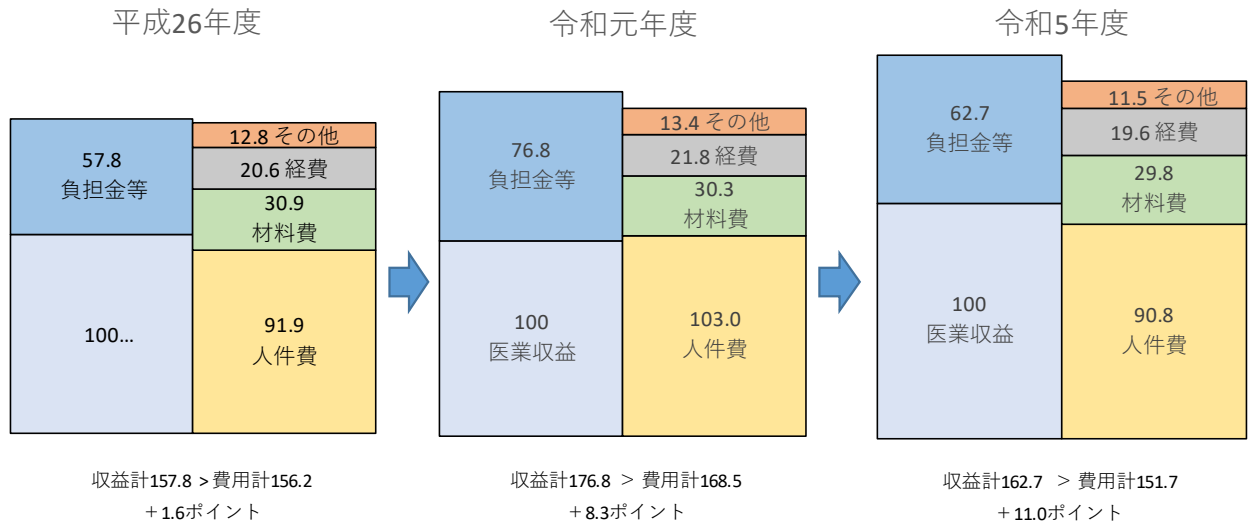 平成26年度
57.8
負担金等
100...
12.8 その他
20.6 経費
30.9
材料費
91.9
人件費
収益計157.8 > 費用計156.2
＋1.6ポイント
令和元年度
76.8
負担金等
100
医業収益
13.4 その他
21.8 経費
30.3
材料費
103.0
人件費
収益計176.8 ＞ 費用計168.5
＋8.3ポイント
令和5年度
62.7
負担金等
100
医業収益
11.5 その他
19.6 経費
29.8
材料費
90.8
人件費
収益計162.7 ＞ 費用計151.7
＋11.0ポイント